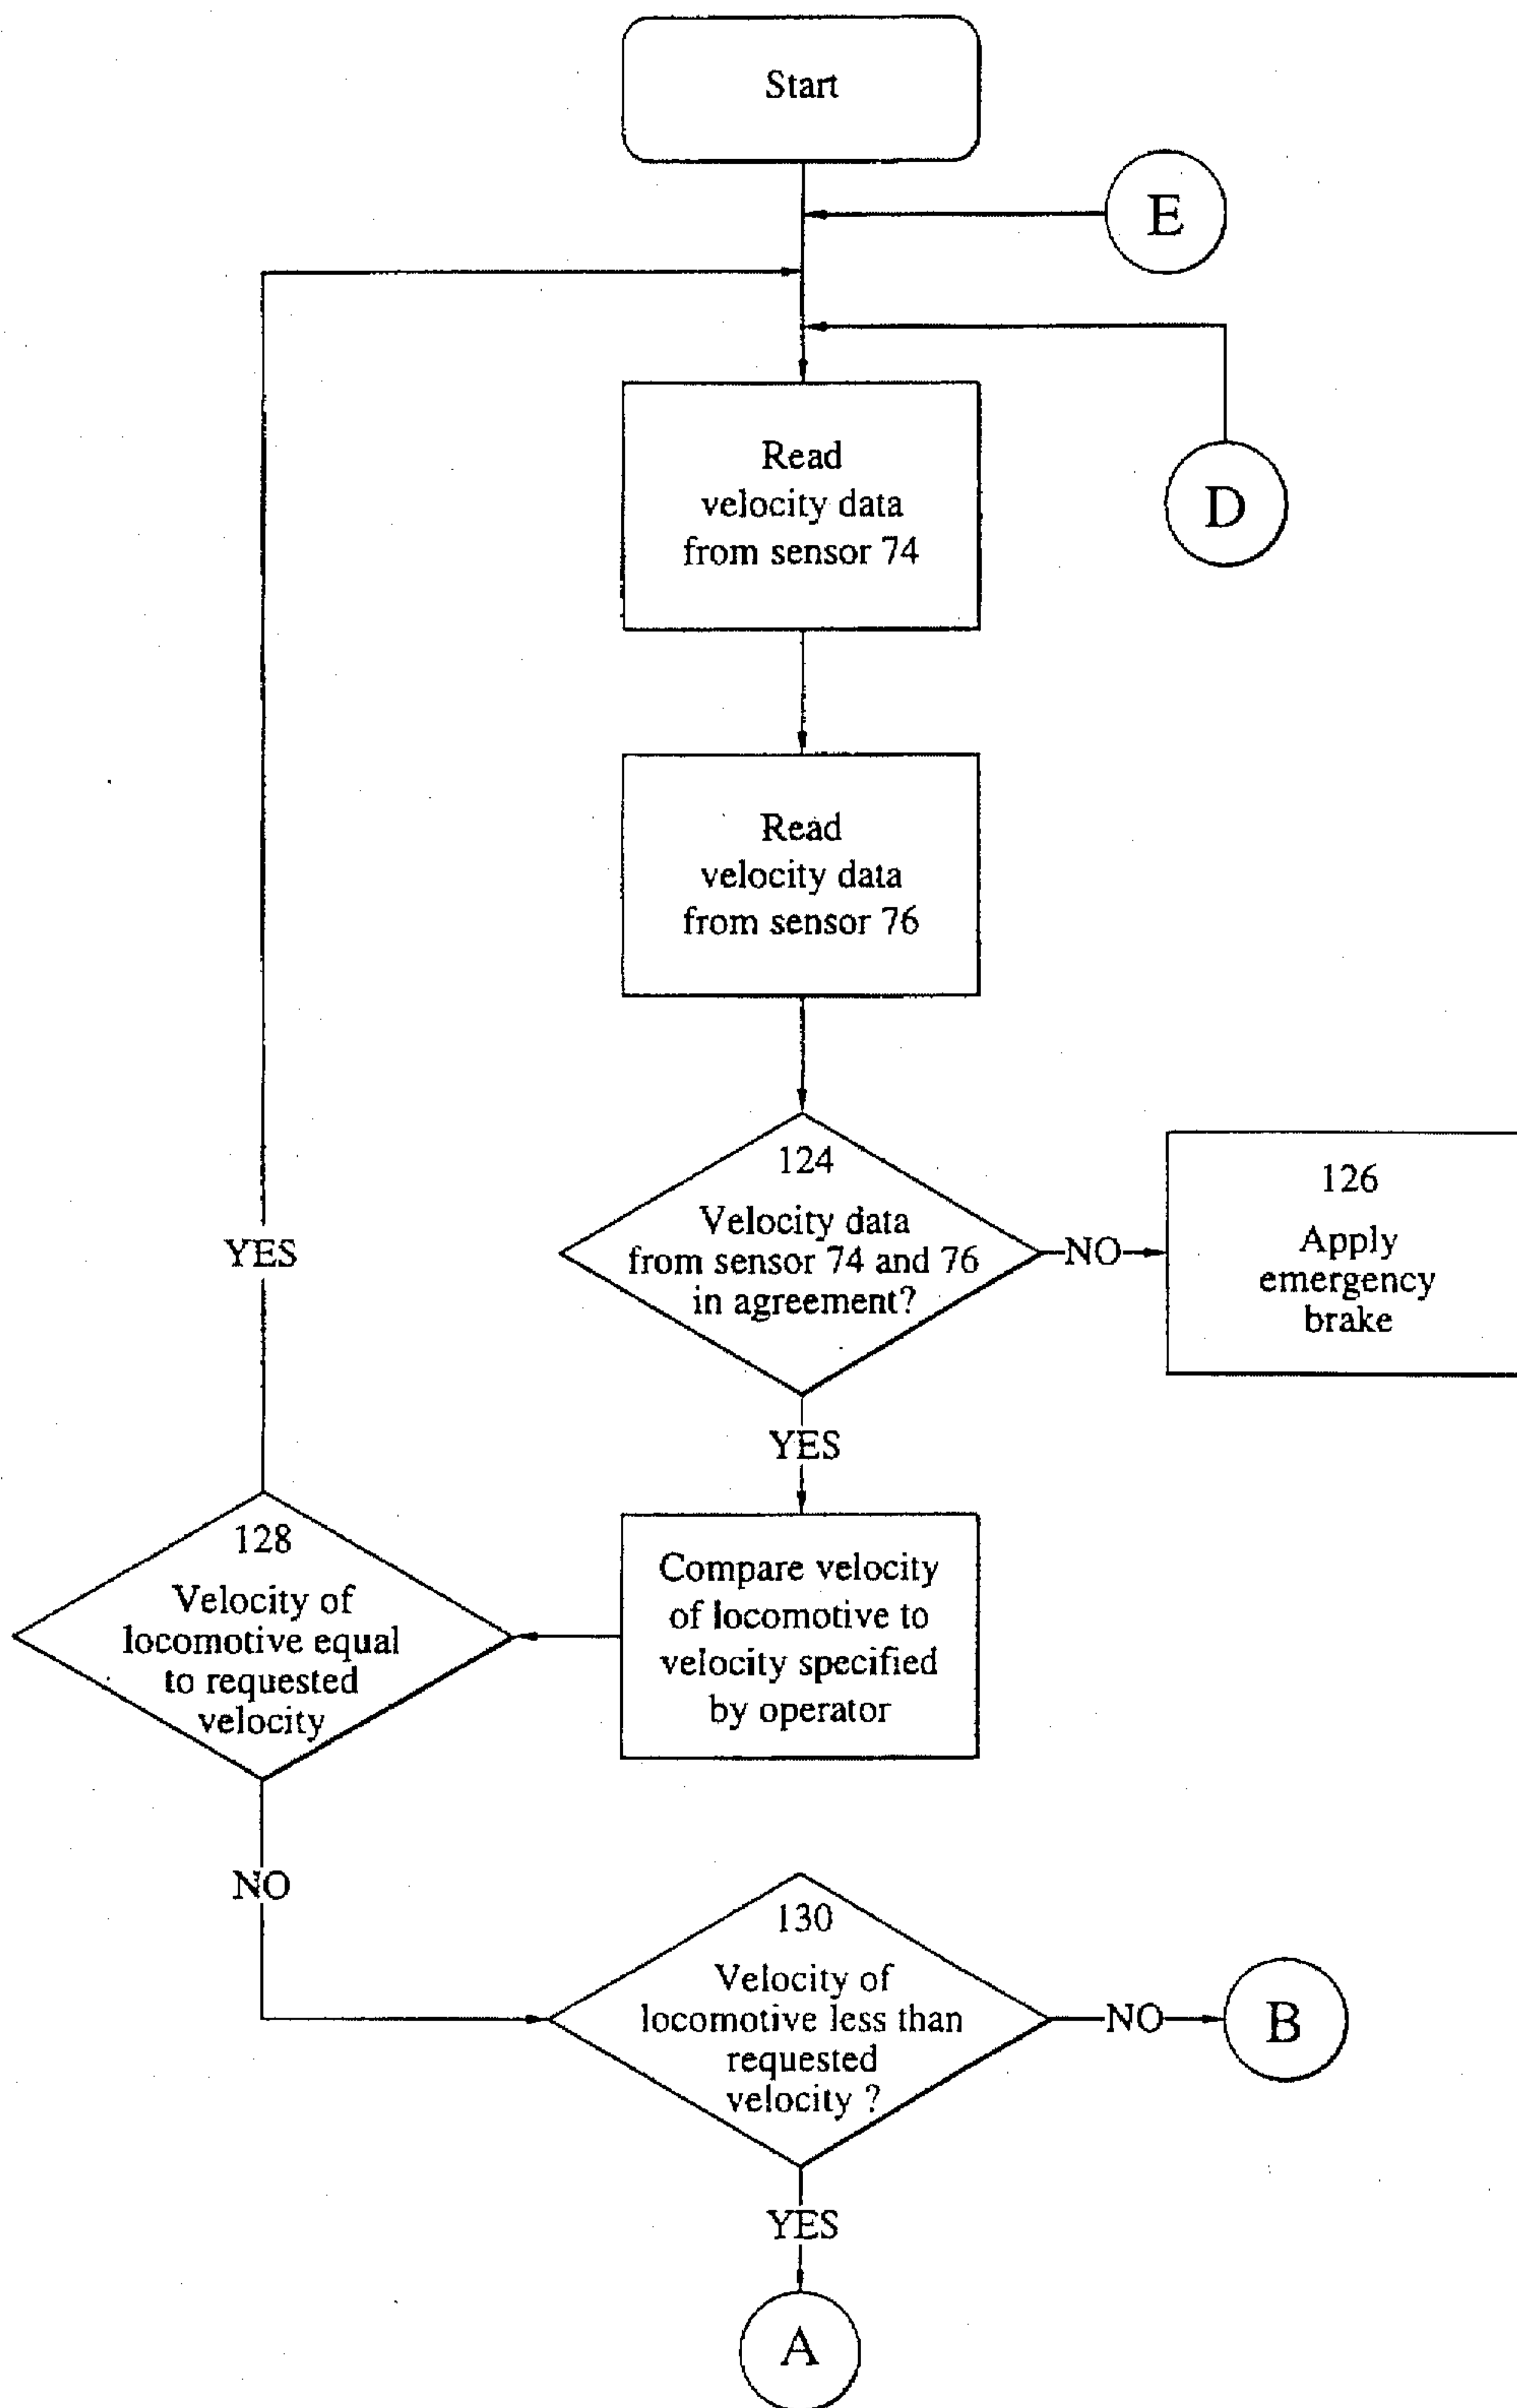 Start
E
D
Read
velocity data
from sensor 74
Read
velocity data
from sensor 76
124
Velocity data
from sensor 74 and 76
in agreement?
NO
126
Apply
emergency
brake
YES
YES
Compare velocity
of locomotive to
velocity specified
by operator
128
Velocity of
locomotive equal
to requested
velocity
NO
130
Velocity of
locomotive less than
requested
velocity ?
NO
B
YES
A